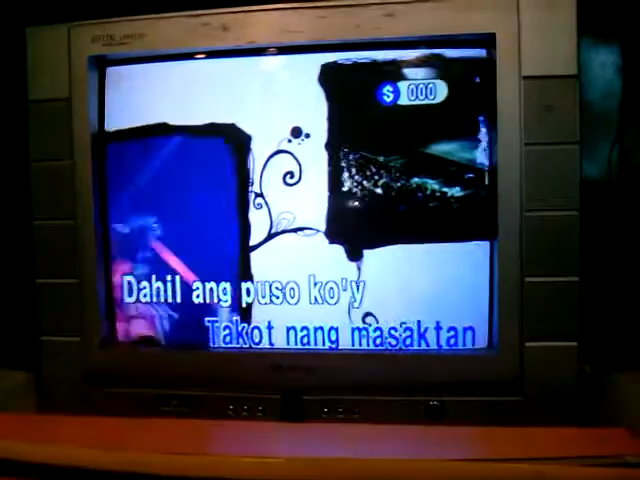 $ 000
Dahil ang puso ko'y
Takot nang masaktan